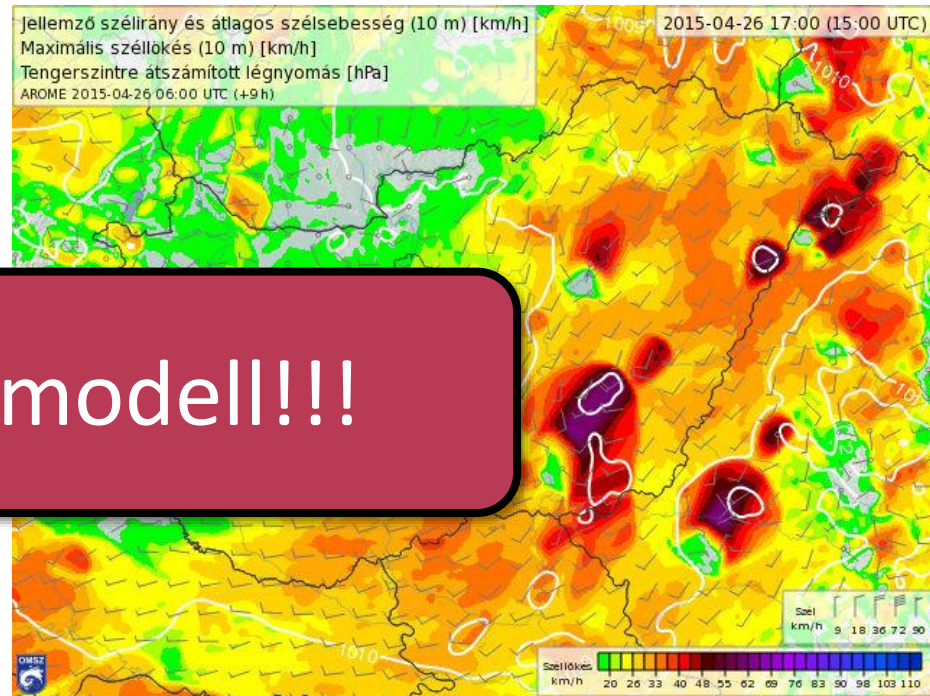 Jellemző szélirány és átlagos szélsebesség (10 m) [km/h]
Maximális széllökés (10 m) [km/h]
Tengerszintre átszámított légnyomás [hPa]
AROME 2015-04-26 06:00 UTC (+9 h)
2015-04-26 17:00 (15:00 UTC)
1009
1010
modell!!!
1010
Szél
km/h 9 18 36 72 90
Széllökés
km/h 20 26 33 40 48 55 62 69 76 83 90 98 103 110
OMSZ